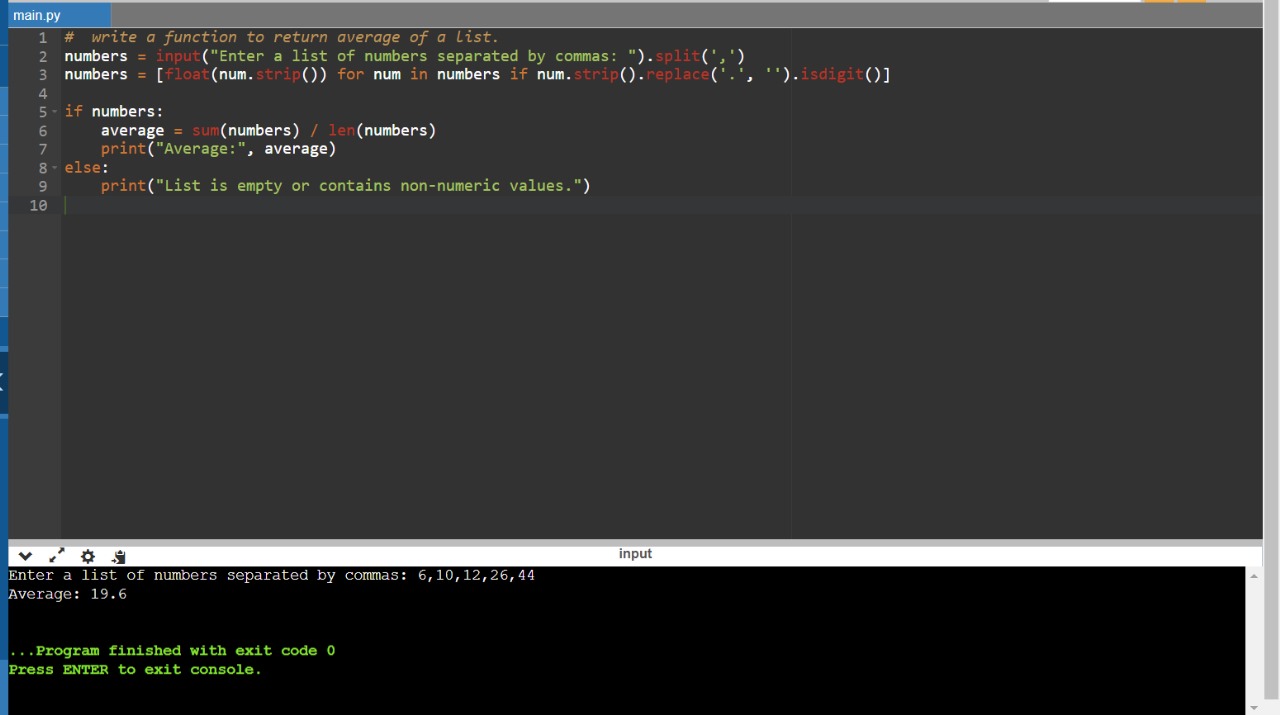 main.py
1 #  write a function to return average of a list.
2 numbers = input("Enter a list of numbers separated by commas: ").split(',')
3 numbers = [float(num.strip()) for num in numbers if num.strip().replace('.', '').isdigit()]
4
5 if numbers:
6     average = sum(numbers) / len(numbers)
7     print("Average:", average)
8 else:
9     print("List is empty or contains non-numeric values.")
10
input
Enter a list of numbers separated by commas: 6,10,12,26,44
Average: 19.6
...Program finished with exit code 0
Press ENTER to exit console.